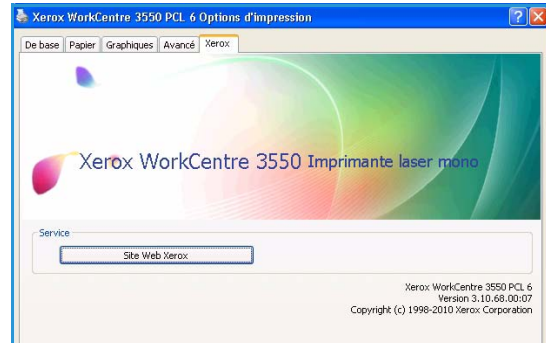 Xerox WorkCentre 3550 PCL 6 Options d'impression
De base Papier Graphiques Avancé Xerox
Xerox WorkCentre 3550 Imprimante laser mono
Service
Site Web Xerox
Xerox WorkCentre 3550 PCL 6
Version 3.10.68.00:07
Copyright (c) 1998-2010 Xerox Corporation